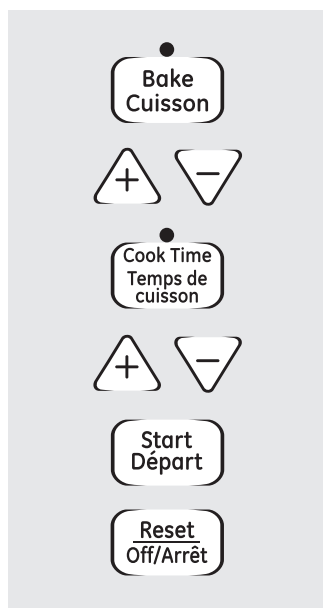 Bake
Cuisson
+ −
Cook Time
Temps de
cuisson
+ −
Start
Départ
Reset
Off/Arrêt